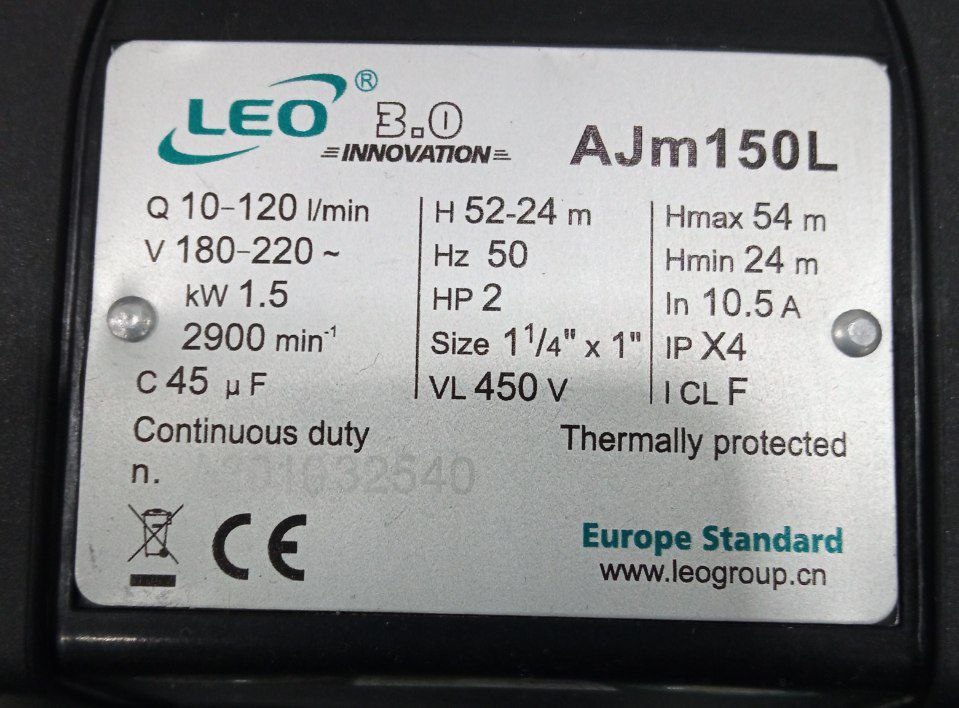 LEO® 3.0
INNOVATION
AJm150L
Q 10-120 l/min
H 52-24 m
Hmax 54 m
V 180-220 ~
Hz 50
Hmin 24 m
kW 1.5
HP 2
In 10.5 A
2900 min⁻¹
Size 1¹/4" x 1"
IP X4
C 45 µF
VL 450 V
I CL F
Continuous duty
Thermally protected
n.
CE
Europe Standard
www.leogroup.cn